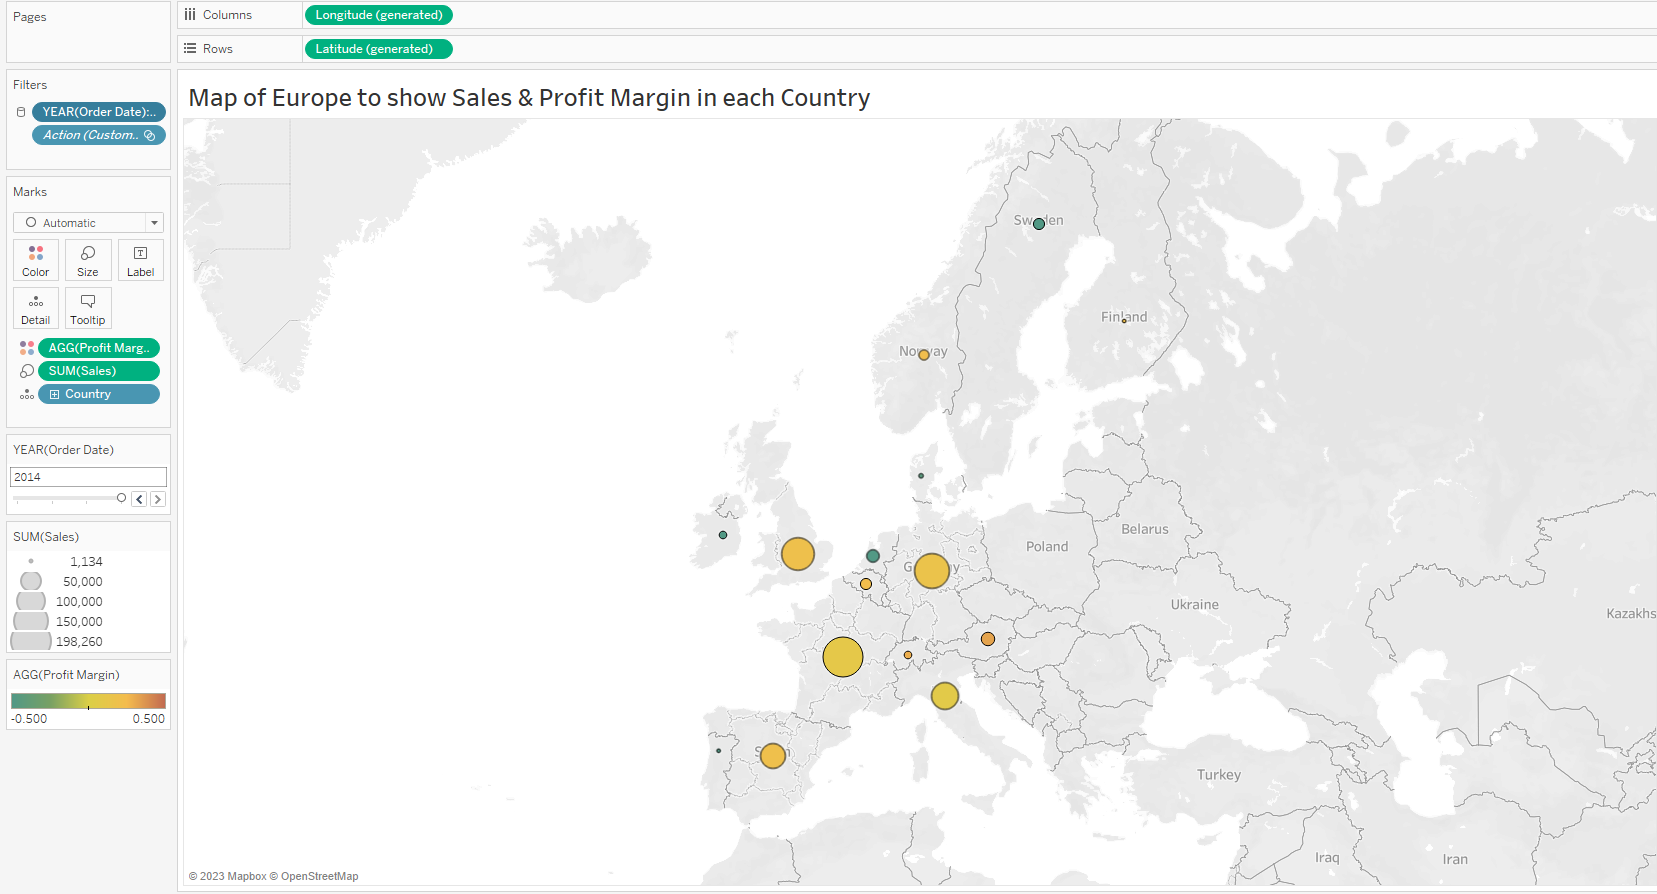 Pages
Columns
Longitude (generated)
Rows
Latitude (generated)
Filters
YEAR(Order Date):..
Action (Custom..
Marks
Automatic
Color
Size
Label
Detail
Tooltip
AGG(Profit Marg..
SUM(Sales)
Country
YEAR(Order Date)
2014
SUM(Sales)
1,134
50,000
100,000
150,000
198,260
AGG(Profit Margin)
-0.500
0.500
Map of Europe to show Sales & Profit Margin in each Country
Sweden
Finland
Norway
Belarus
Poland
Germany
Ukraine
Kazakhs
Spain
Turkey
Iraq
Iran
© 2023 Mapbox © OpenStreetMap